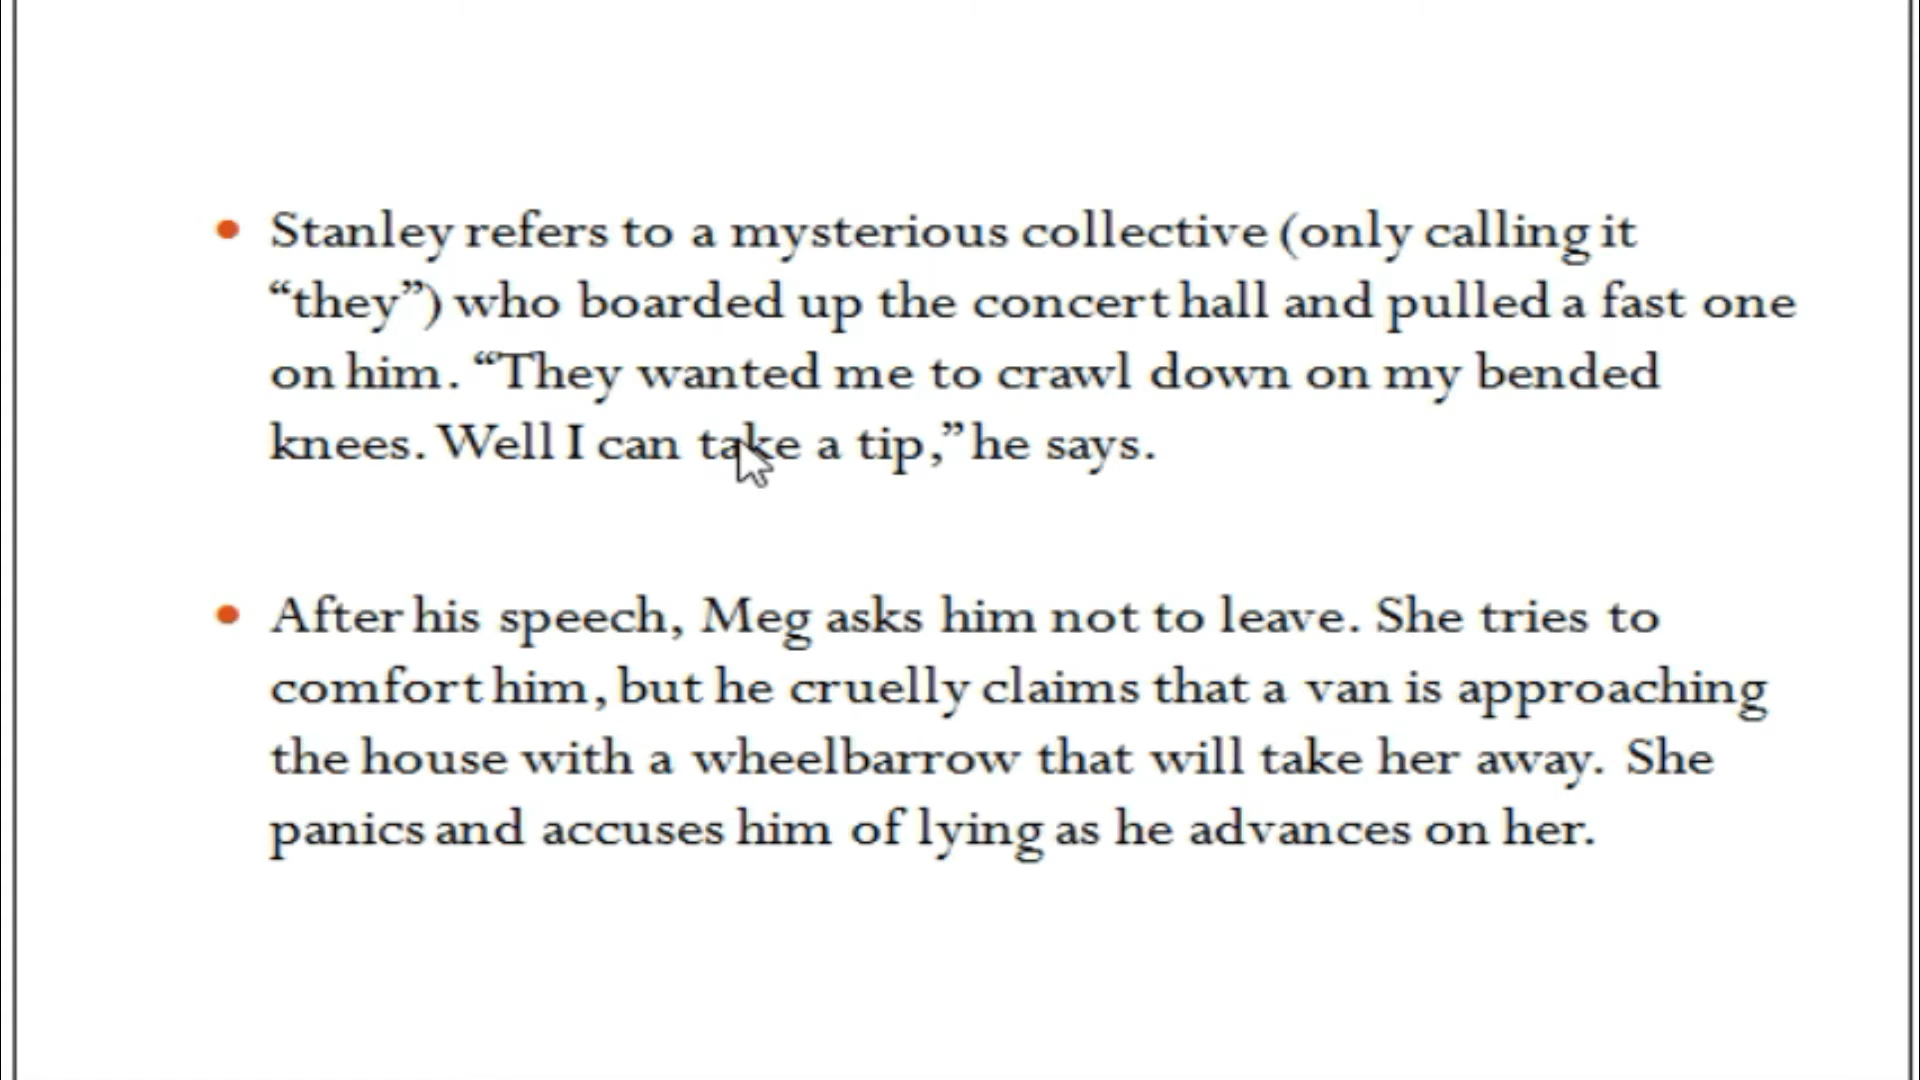 • Stanley refers to a mysterious collective (only calling it
“they”) who boarded up the concert hall and pulled a fast one
on him. “They wanted me to crawl down on my bended
knees. Well I can take a tip,” he says.
• After his speech, Meg asks him not to leave. She tries to
comfort him, but he cruelly claims that a van is approaching
the house with a wheelbarrow that will take her away. She
panics and accuses him of lying as he advances on her.